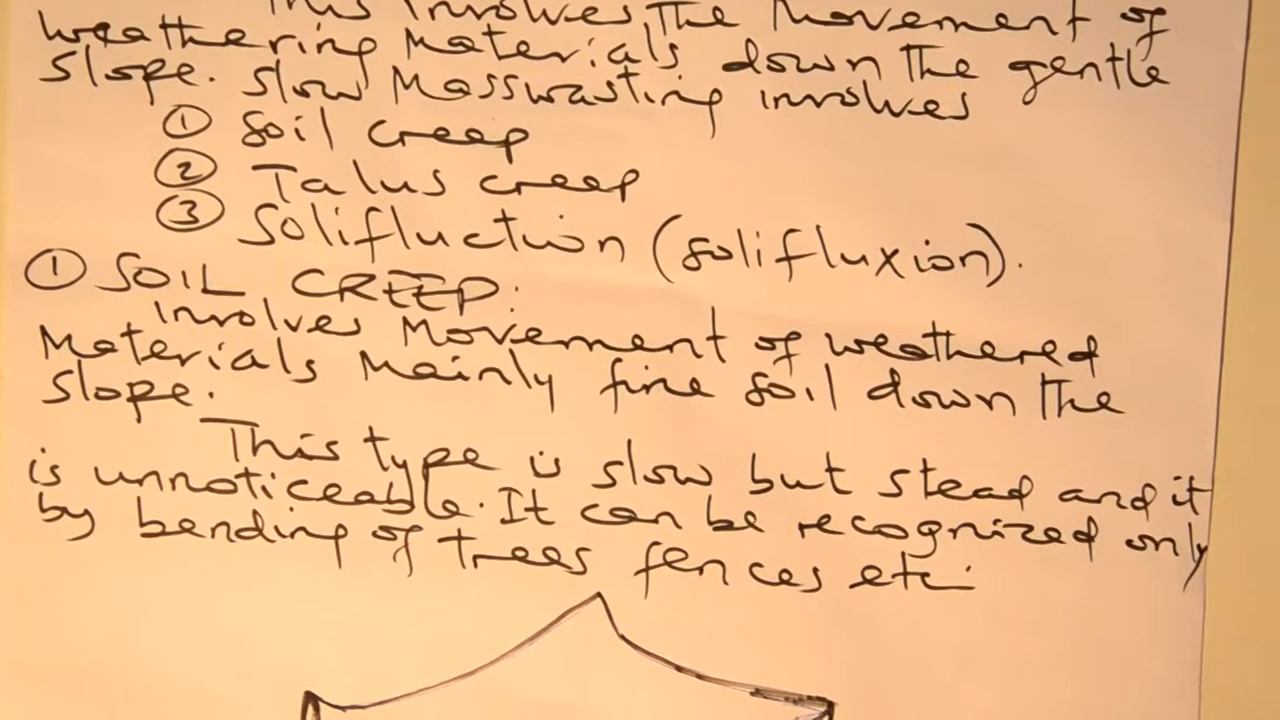 This involves the Movement of
weathering Materials down the gentle
slope. Slow Masswasting involves
① Soil creep
② Talus creep
③ Solifluction (solifluxion).
① SOIL CREEP:
involves Movement of weathered
Materials Mainly fine soil down the
slope.
This type is slow but stead and it
is unnoticeable. It can be recognized only
by bending of trees fences etc.